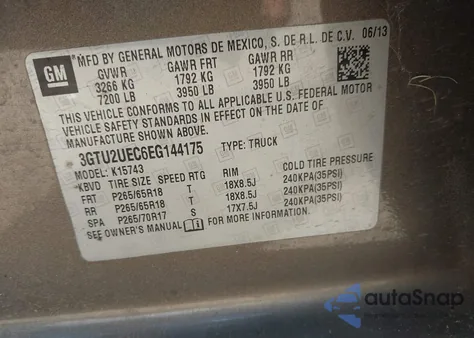 GM
MFD BY GENERAL MOTORS DE MEXICO, S. DE R.L. DE C.V. 06/13
GVWR GAWR FRT GAWR RR
3266 KG 1792 KG 1792 KG
7200 LB 3950 LB 3950 LB
THIS VEHICLE CONFORMS TO ALL APPLICABLE U.S. FEDERAL MOTOR
VEHICLE SAFETY AND THEFT PREVENTION STANDARDS IN EFFECT ON THE DATE OF
MANUFACTURE SHOWN ABOVE.
3GTU2UEC6EG144175 TYPE: TRUCK
MODEL: K15743
KBVD TIRE SIZE SPEED RTG RIM COLD TIRE PRESSURE
FRT P265/65R18 T 18X8.5J 240KPA(35PSI)
RR P265/65R18 T 18X8.5J 240KPA(35PSI)
SPA P265/70R17 S 17X7.5J 240KPA(35PSI)
SEE OWNER'S MANUAL FOR MORE INFORMATION.
autoSnap